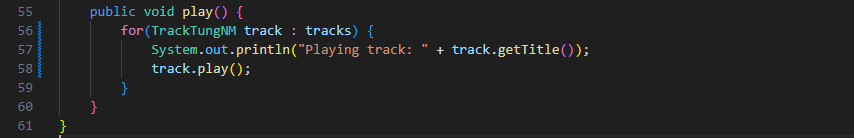 55 public void play() {
56 for(TrackTungNM track : tracks) {
57 System.out.println("Playing track: " + track.getTitle());
58 track.play();
59 }
60 }
61 }